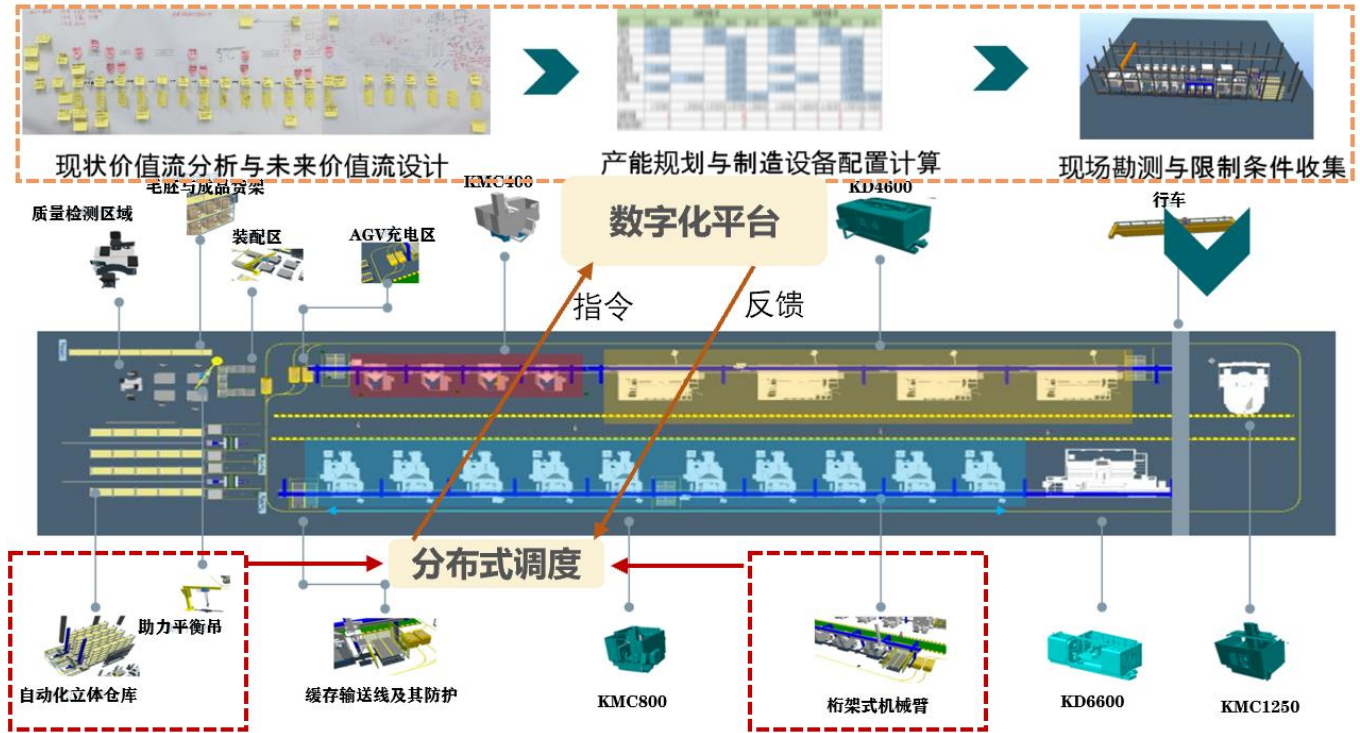 现状价值流分析与未来价值流设计
产能规划与制造设备配置计算
现场勘测与限制条件收集
毛胚与成品货架
质量检测区域
装配区
AGV充电区
KMC400
数字化平台
KD4600
行车
指令
反馈
分布式调度
助力平衡吊
自动化立体仓库
缓存输送线及其防护
KMC800
桁架式机械臂
KD6600
KMC1250